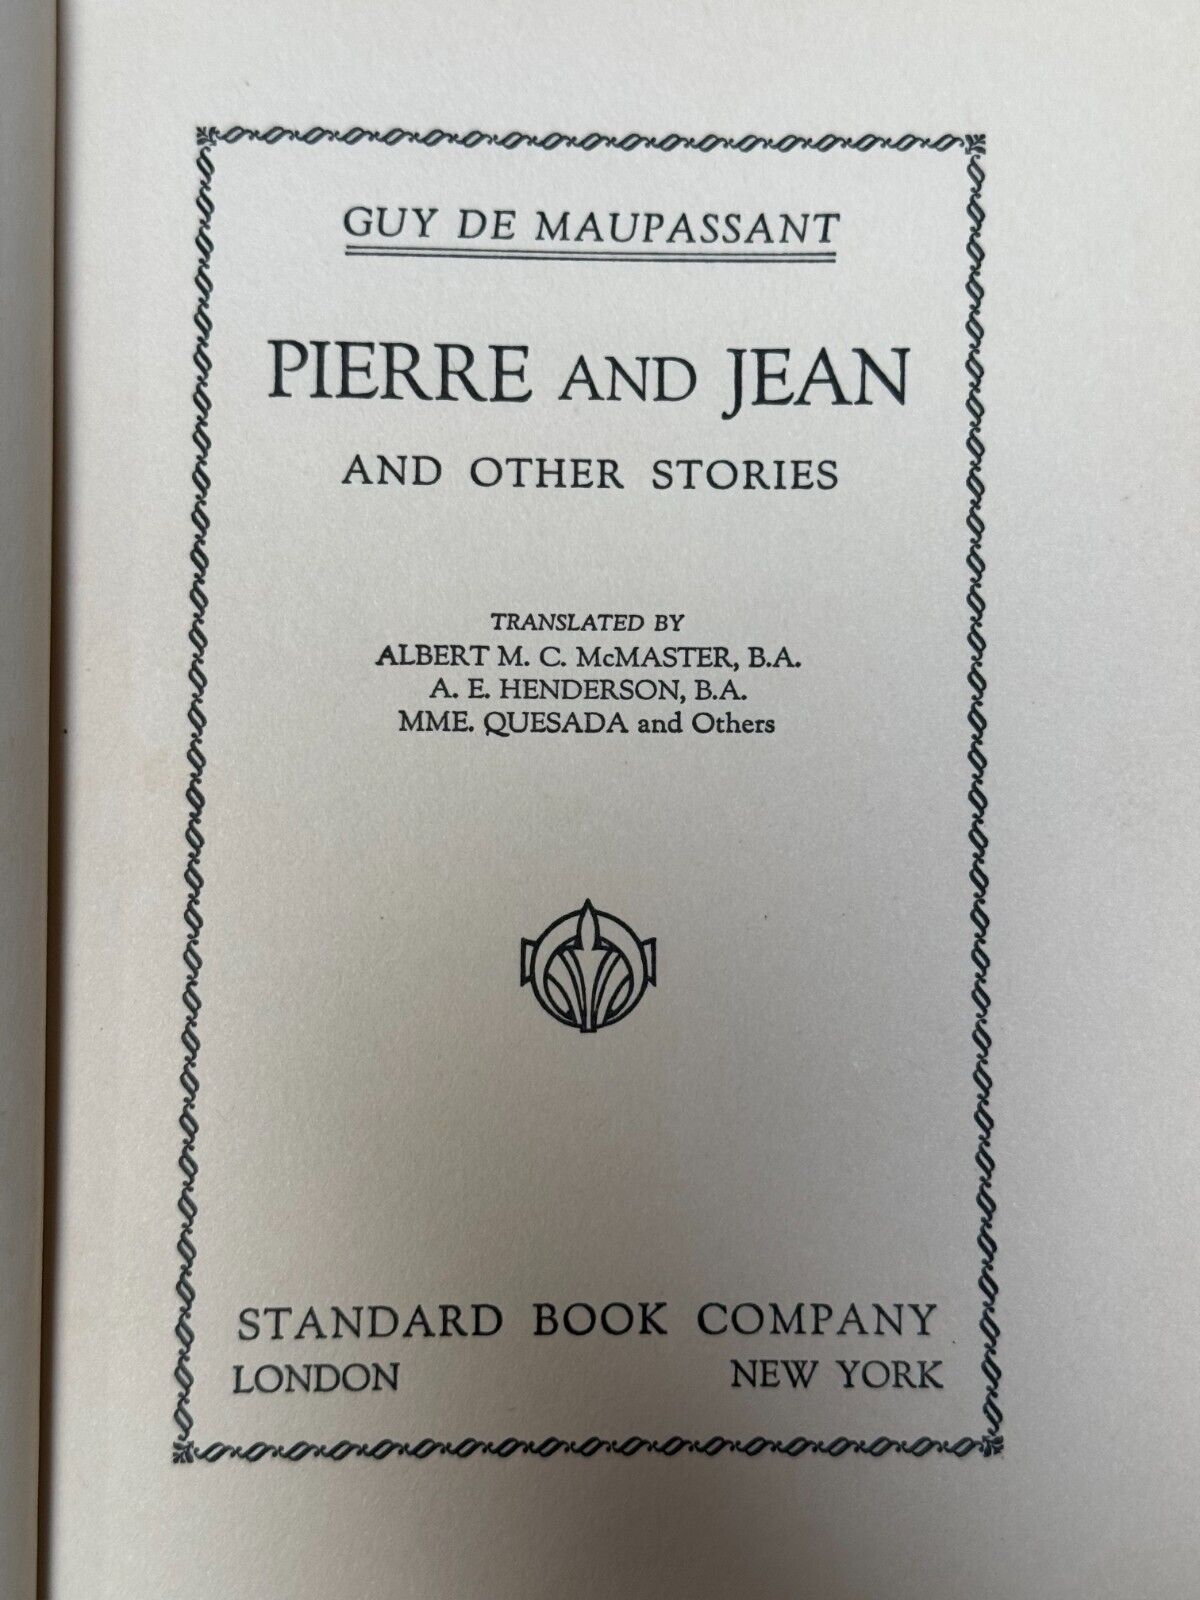 GUY DE MAUPASSANT
PIERRE AND JEAN
AND OTHER STORIES
TRANSLATED BY
ALBERT M. C. McMASTER, B.A.
A. E. HENDERSON, B.A.
MME. QUESADA and Others
STANDARD BOOK COMPANY
LONDON NEW YORK